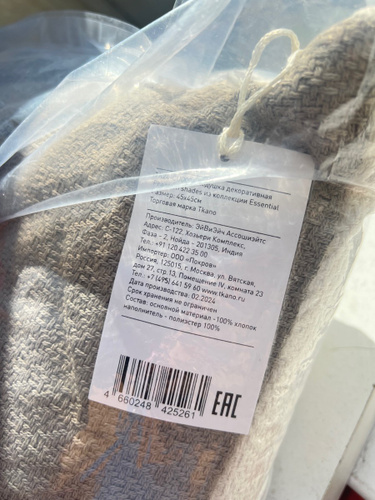 душка декоративная
shades из коллекции Essential
змер: 45х45см
Торговая марка Tkano
Производитель: ЭйВиЭйч Ассошиэйтс
Адрес: С-122, Хозьери Комплекс,
Фаза - 2, Нойда - 201305, Индия
Тел.: +91 120 422 35 00
Импортер: ООО «Покров»
Россия, 125015, г. Москва, ул. Вятская,
дом 27, стр.13, Помещение IV, комната 23
Тел.: +7 (495) 641 59 60 www.tkano.ru
Дата производства: 02.2024
Срок хранения не ограничен
Состав: основной материал -100% хлопок
наполнитель - полиэстер 100%
4 660248 425261 EAC